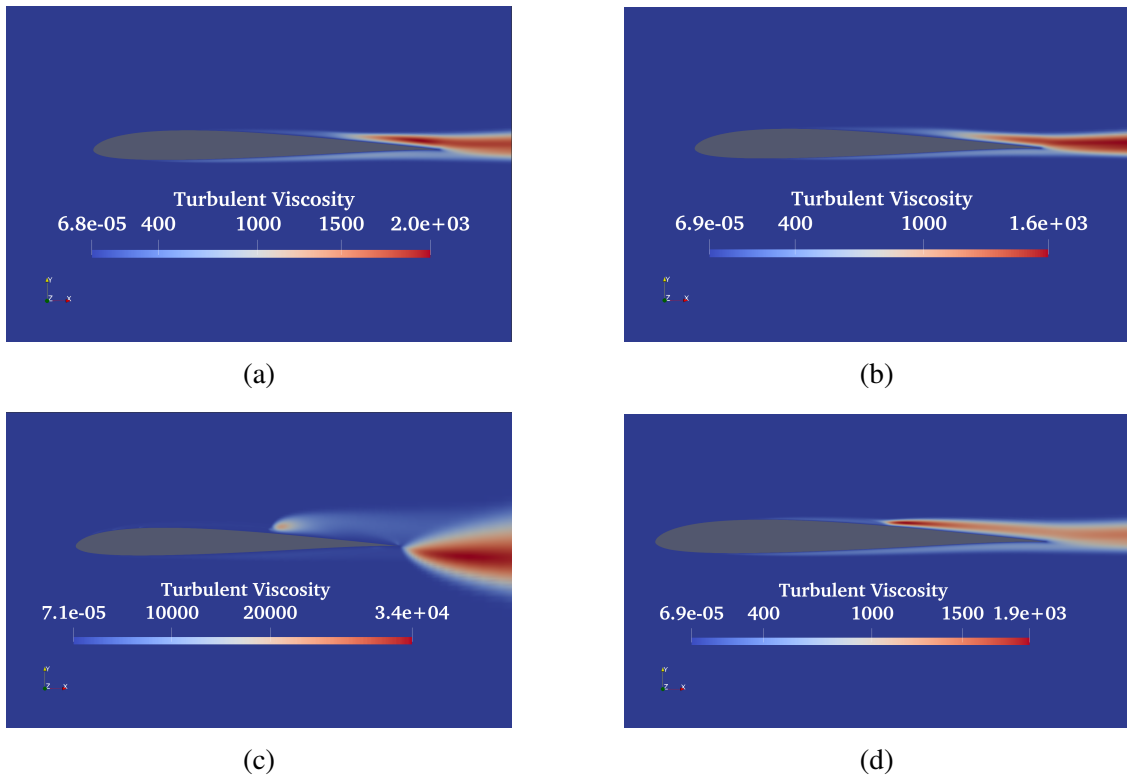 Turbulent Viscosity
6.8e-05 400 1000 1500 2.0e+03
Y
Z X
(a)
Turbulent Viscosity
6.9e-05 400 1000 1.6e+03
Y
Z X
(b)
Turbulent Viscosity
7.1e-05 10000 20000 3.4e+04
Y
Z X
(c)
Turbulent Viscosity
6.9e-05 400 1000 1500 1.9e+03
Y
Z X
(d)